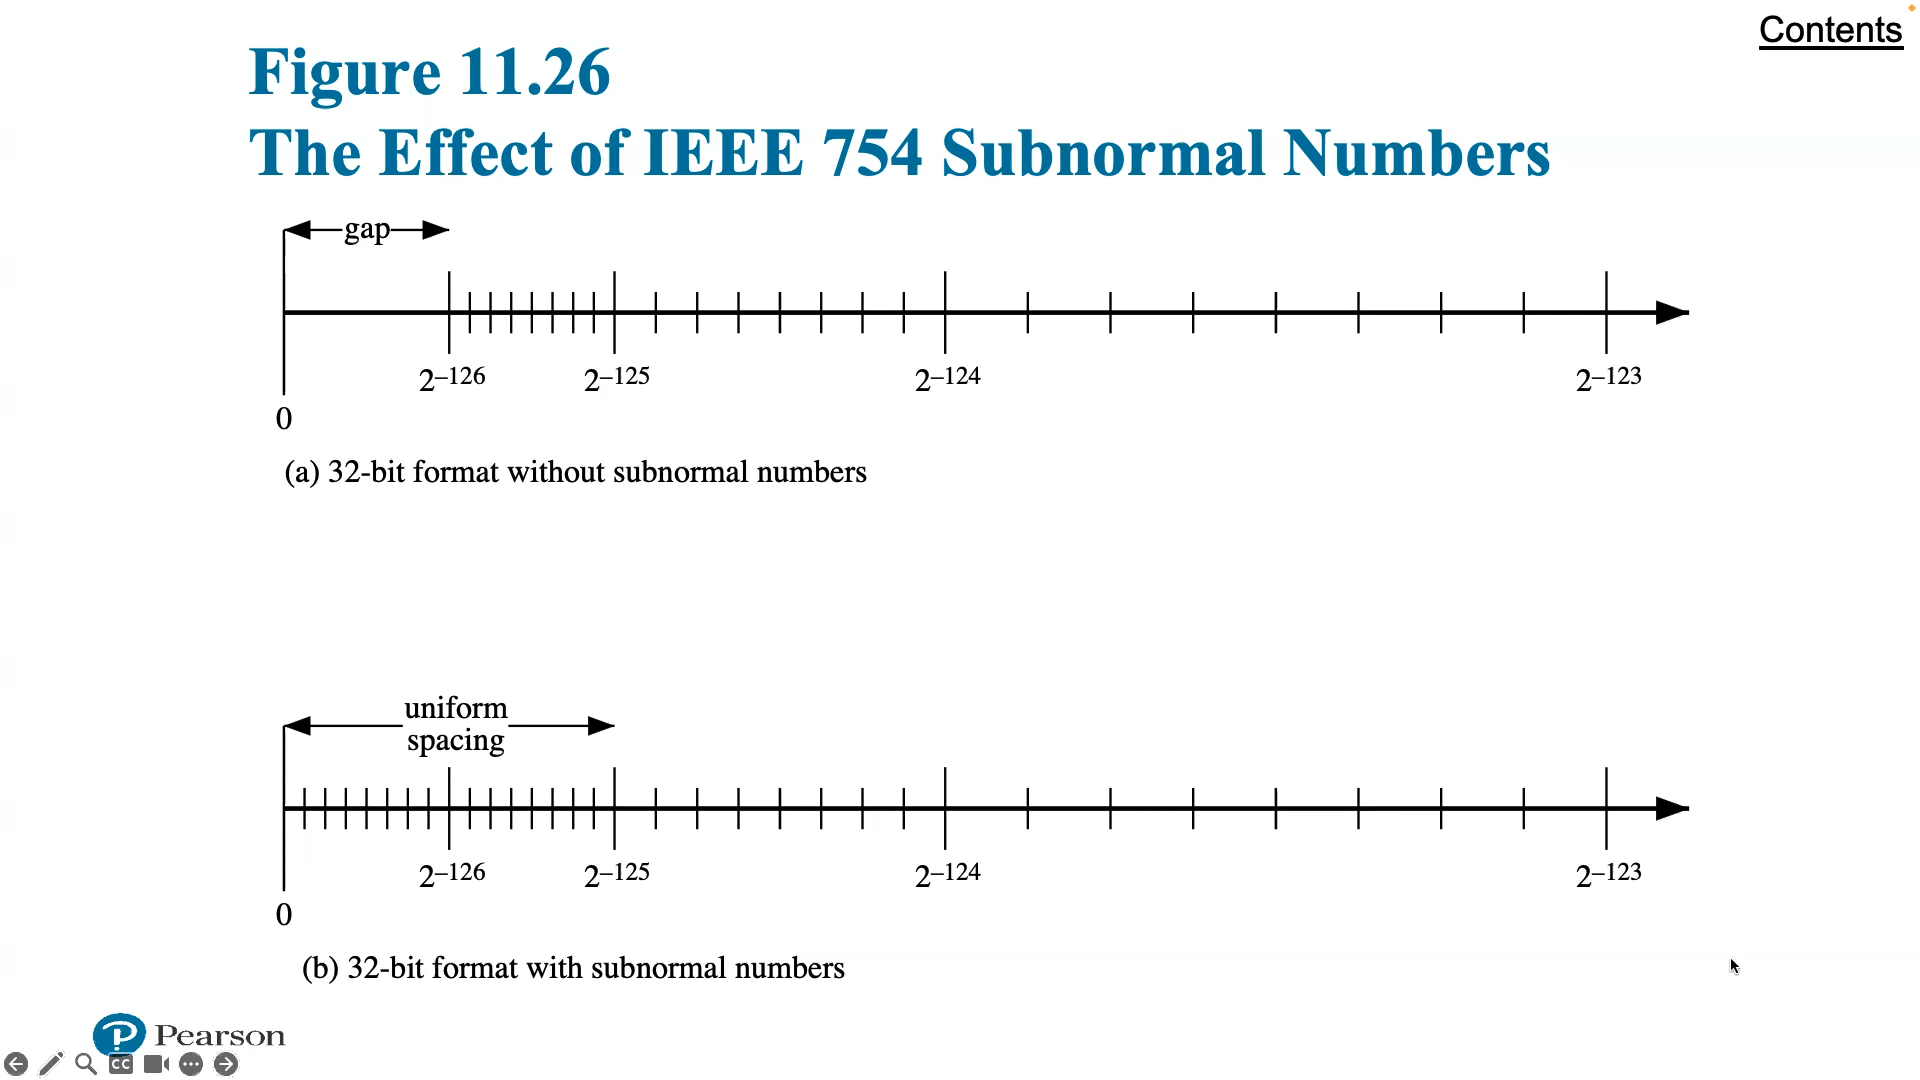 Contents
Figure 11.26
The Effect of IEEE 754 Subnormal Numbers
gap
2–126 2–125 2–124 2–123
0
(a) 32-bit format without subnormal numbers
uniform
spacing
2–126 2–125 2–124 2–123
0
(b) 32-bit format with subnormal numbers
P Pearson
CC